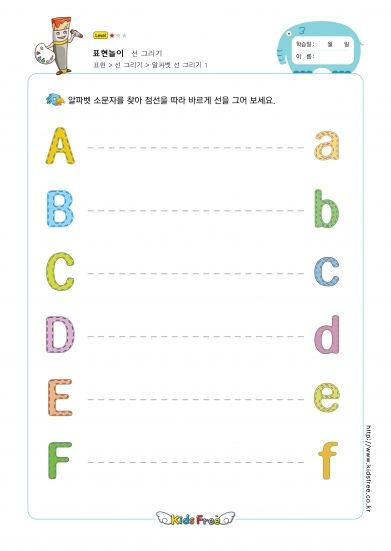 Level
표현놀이 선 그리기
표현 > 선 그리기 > 알파벳 선 그리기 1
학습일 : 월 일
이 름 :
알파벳 소문자를 찾아 점선을 따라 바르게 선을 그어 보세요.
A a
B b
C c
D d
E e
F f
http://www.kidsfree.co.kr
Kids Free